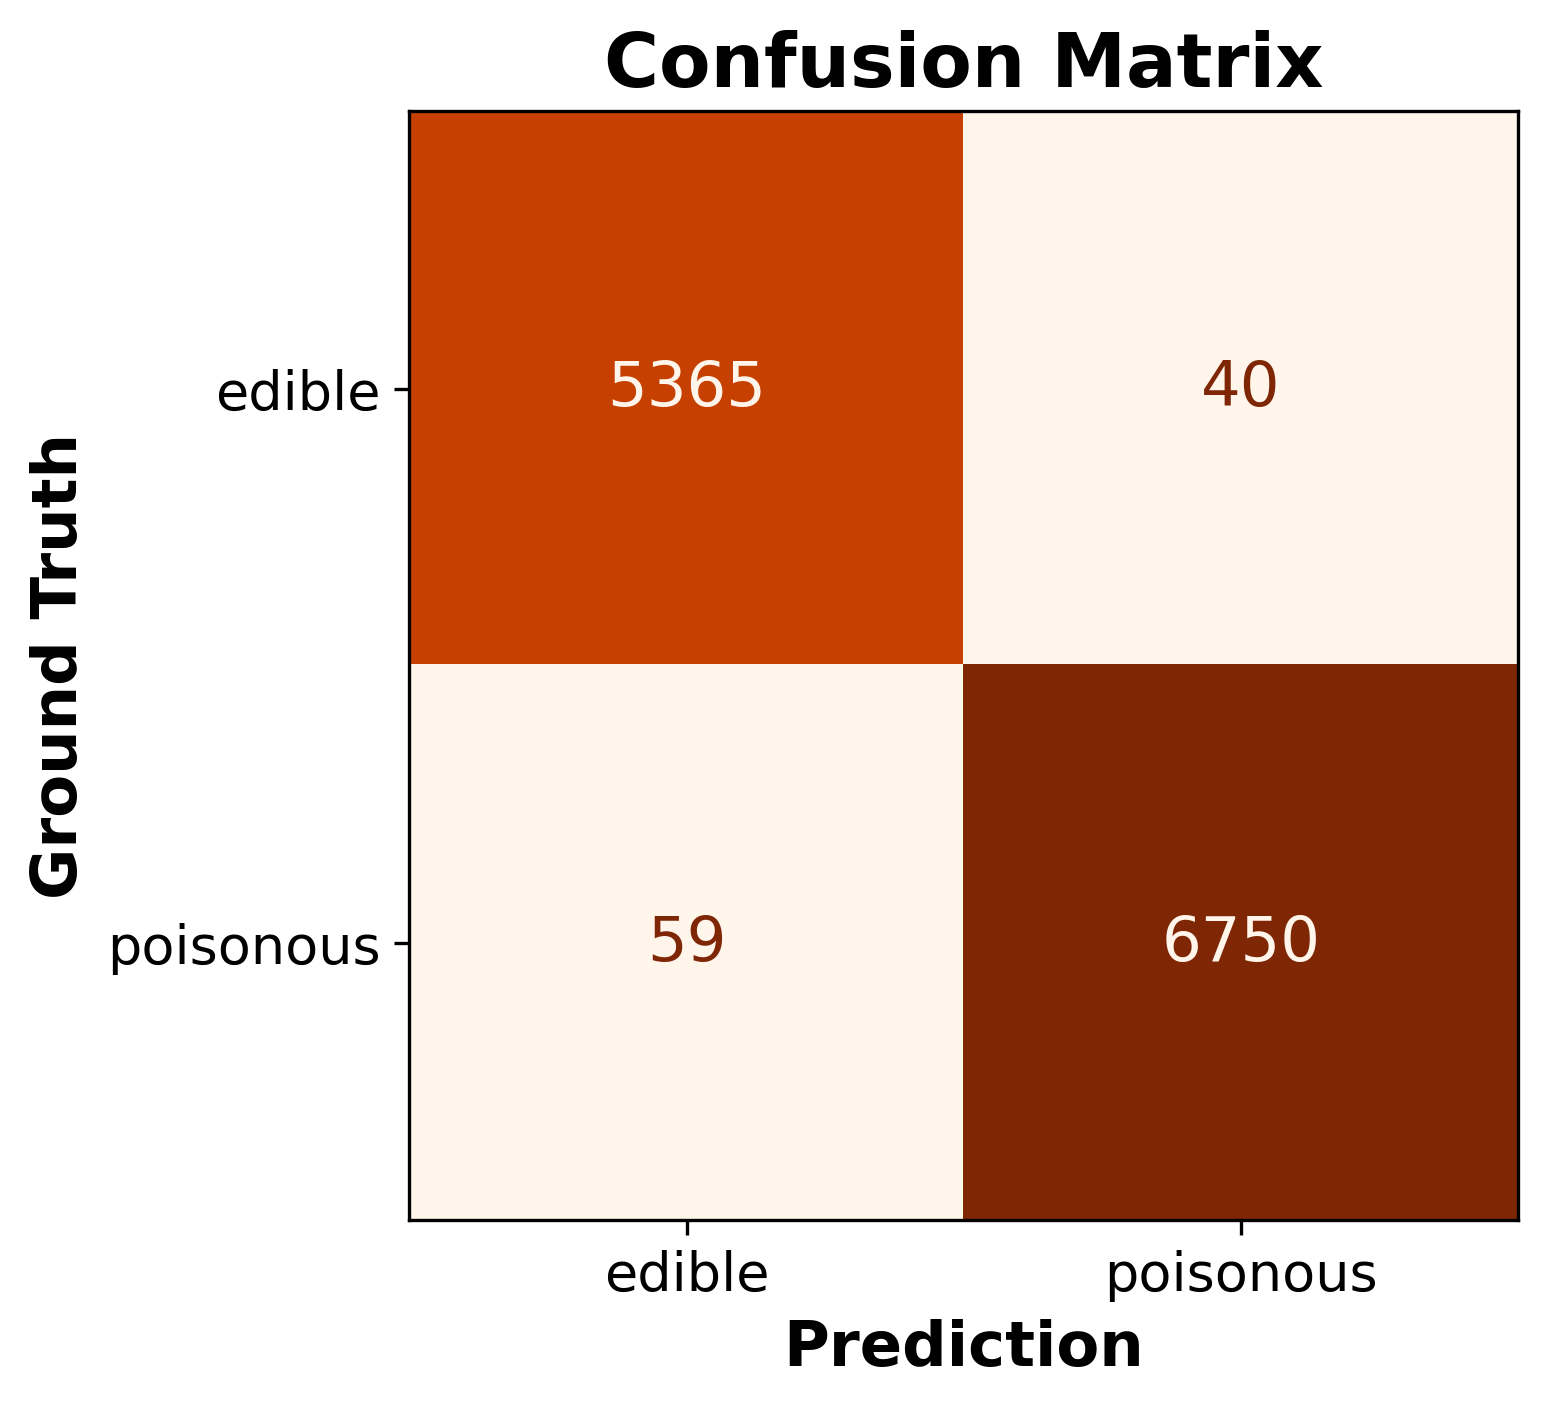 Confusion Matrix
Ground Truth
edible
5365
40
poisonous
59
6750
edible
poisonous
Prediction